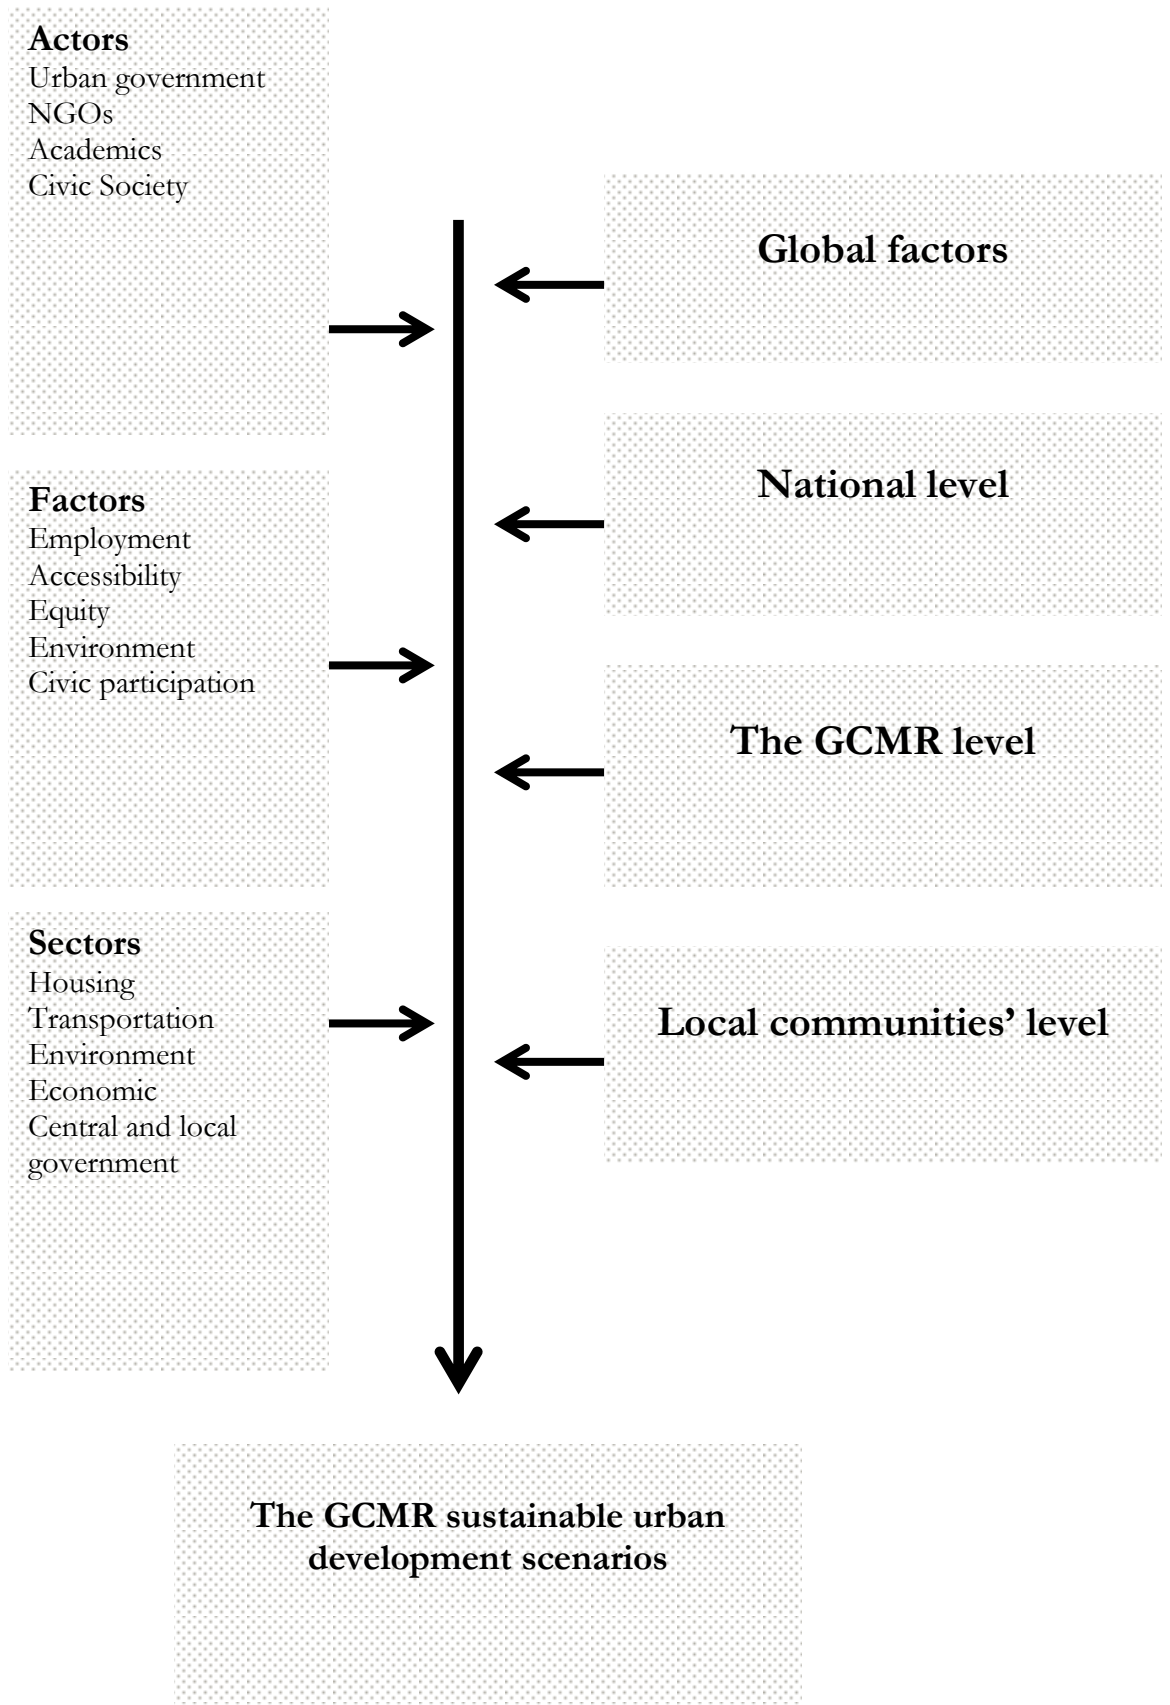 Actors
Urban government
NGOs
Academics
Civic Society
Global factors
National level
Factors
Employment
Accessibility
Equity
Environment
Civic participation
The GCMR level
Sectors
Housing
Transportation
Environment
Economic
Central and local
government
Local communities’ level
The GCMR sustainable urban
development scenarios